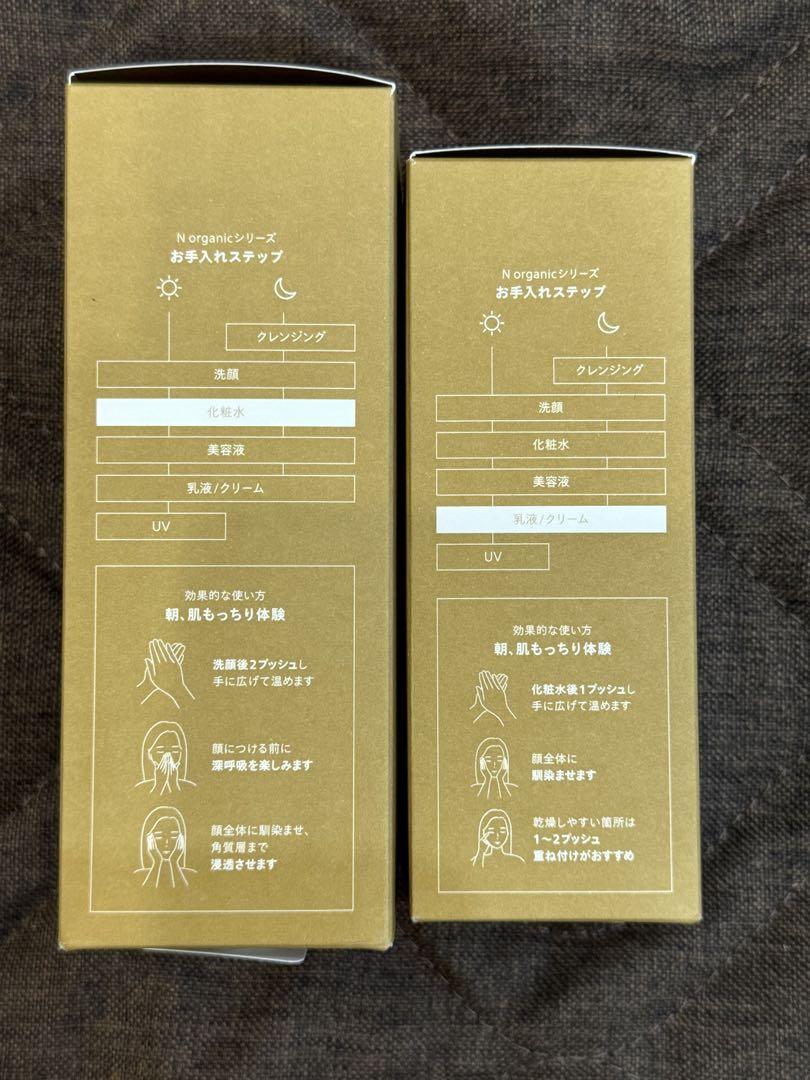 N organicシリーズ
お手入れステップ
クレンジング
洗顔
化粧水
美容液
乳液/クリーム
UV
効果的な使い方
朝、肌もっちり体験
洗顔後2プッシュし
手に広げて温めます
顔につける前に
深呼吸を楽しみます
顔全体に馴染ませ、
角質層まで
浸透させます
N organicシリーズ
お手入れステップ
クレンジング
洗顔
化粧水
美容液
乳液/クリーム
UV
効果的な使い方
朝、肌もっちり体験
化粧水後1プッシュし
手に広げて温めます
顔全体に
馴染ませます
乾燥しやすい箇所は
1〜2プッシュ
重ね付けがおすすめ